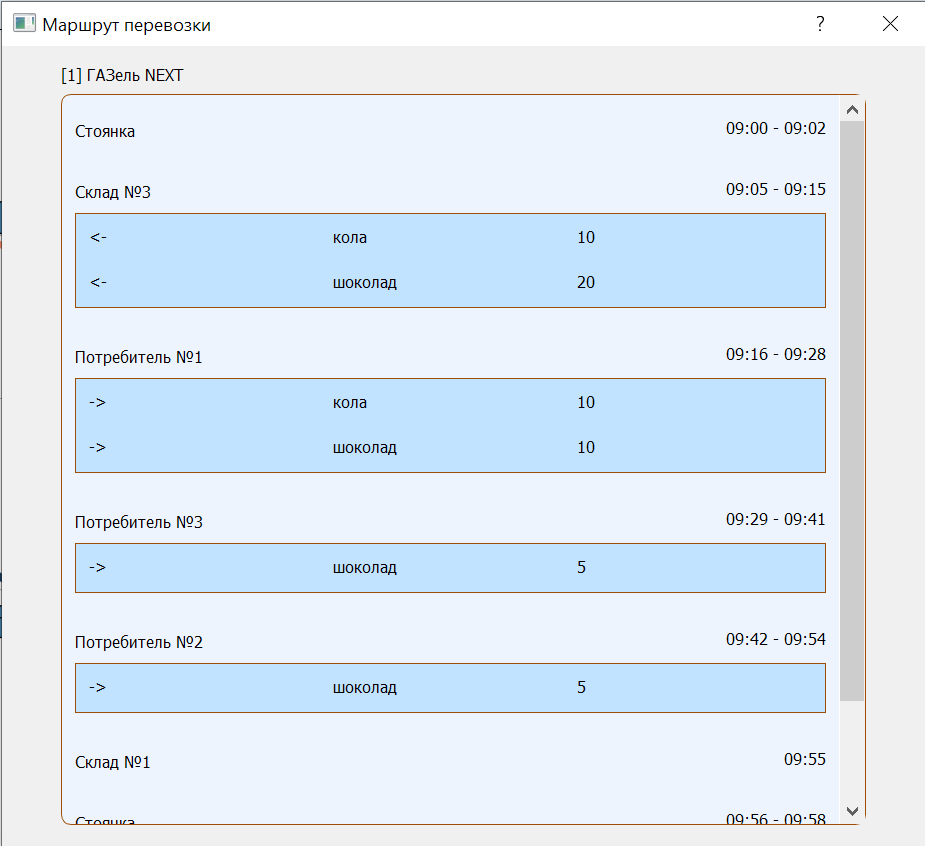 Маршрут перевозки ?
[1] ГАЗель NEXT
Стоянка 09:00 - 09:02
Склад №3 09:05 - 09:15
<- кола 10
<- шоколад 20
Потребитель №1 09:16 - 09:28
-> кола 10
-> шоколад 10
Потребитель №3 09:29 - 09:41
-> шоколад 5
Потребитель №2 09:42 - 09:54
-> шоколад 5
Склад №1 09:55
Стоянка 09:56 - 09:58